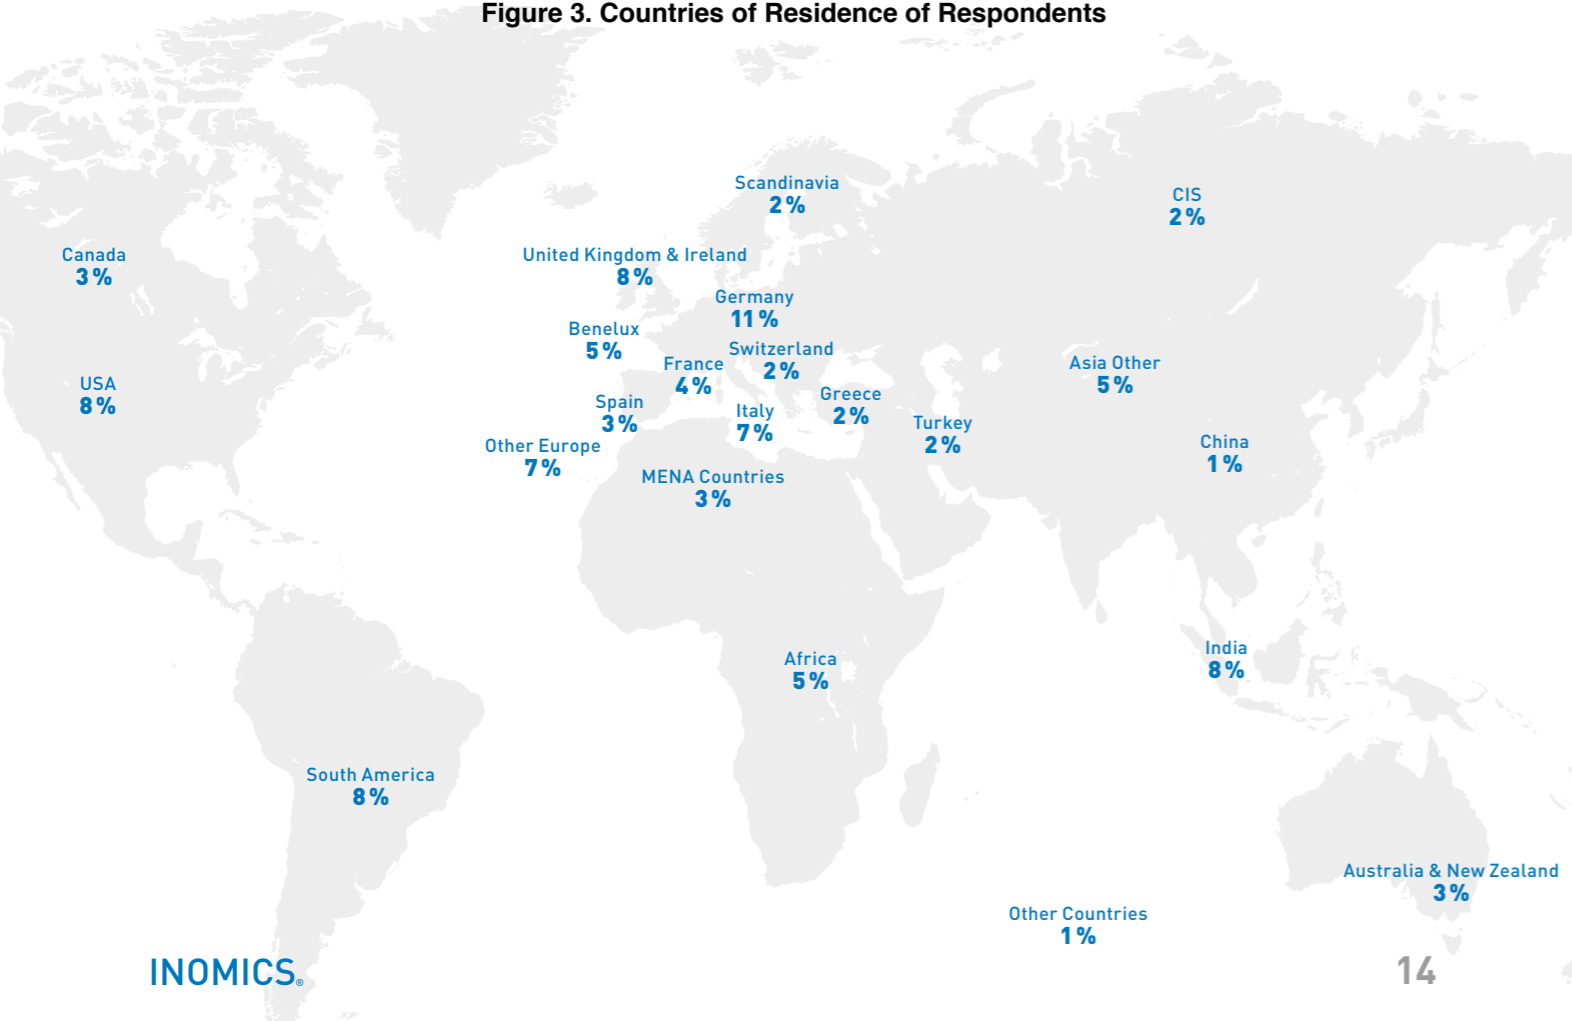 Figure 3. Countries of Residence of Respondents
Scandinavia
2 %
CIS
2 %
Canada
3 %
United Kingdom & Ireland
8 %
Germany
11 %
Benelux
5 %
Switzerland
2 %
France
4 %
Asia Other
5 %
USA
8 %
Greece
2 %
Spain
3 %
Italy
7 %
Turkey
2 %
Other Europe
7 %
China
1 %
MENA Countries
3 %
India
8 %
Africa
5 %
South America
8 %
Australia & New Zealand
3 %
Other Countries
1 %
INOMICS®
14